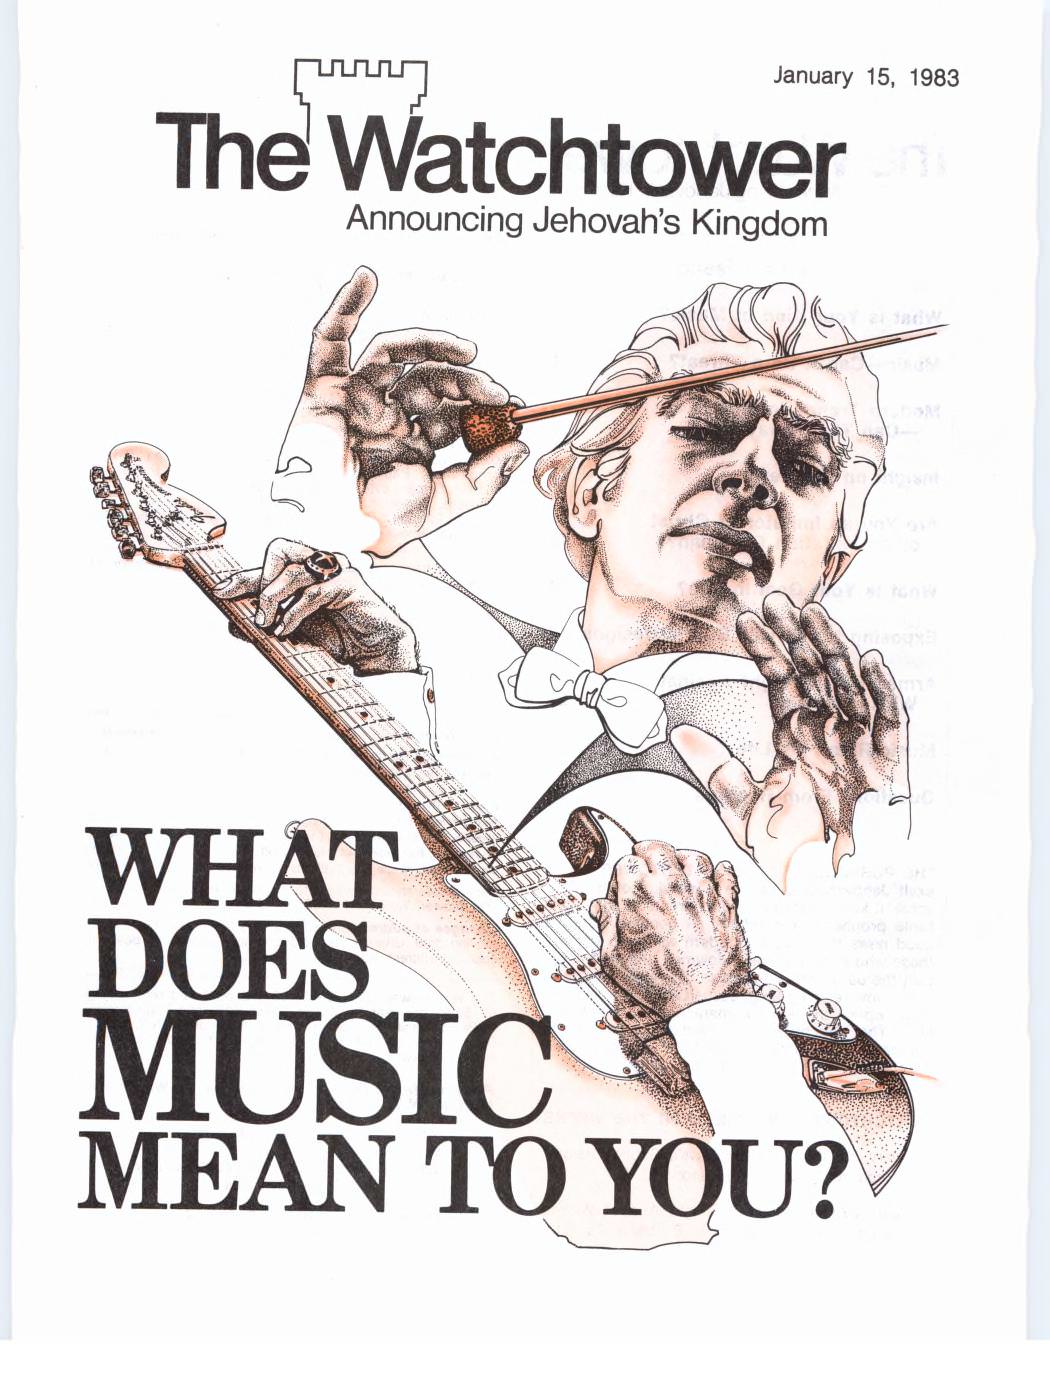 January 15, 1983
The Watchtower
Announcing Jehovah's Kingdom
WHAT
DOES
MUSIC
MEAN TO YOU?